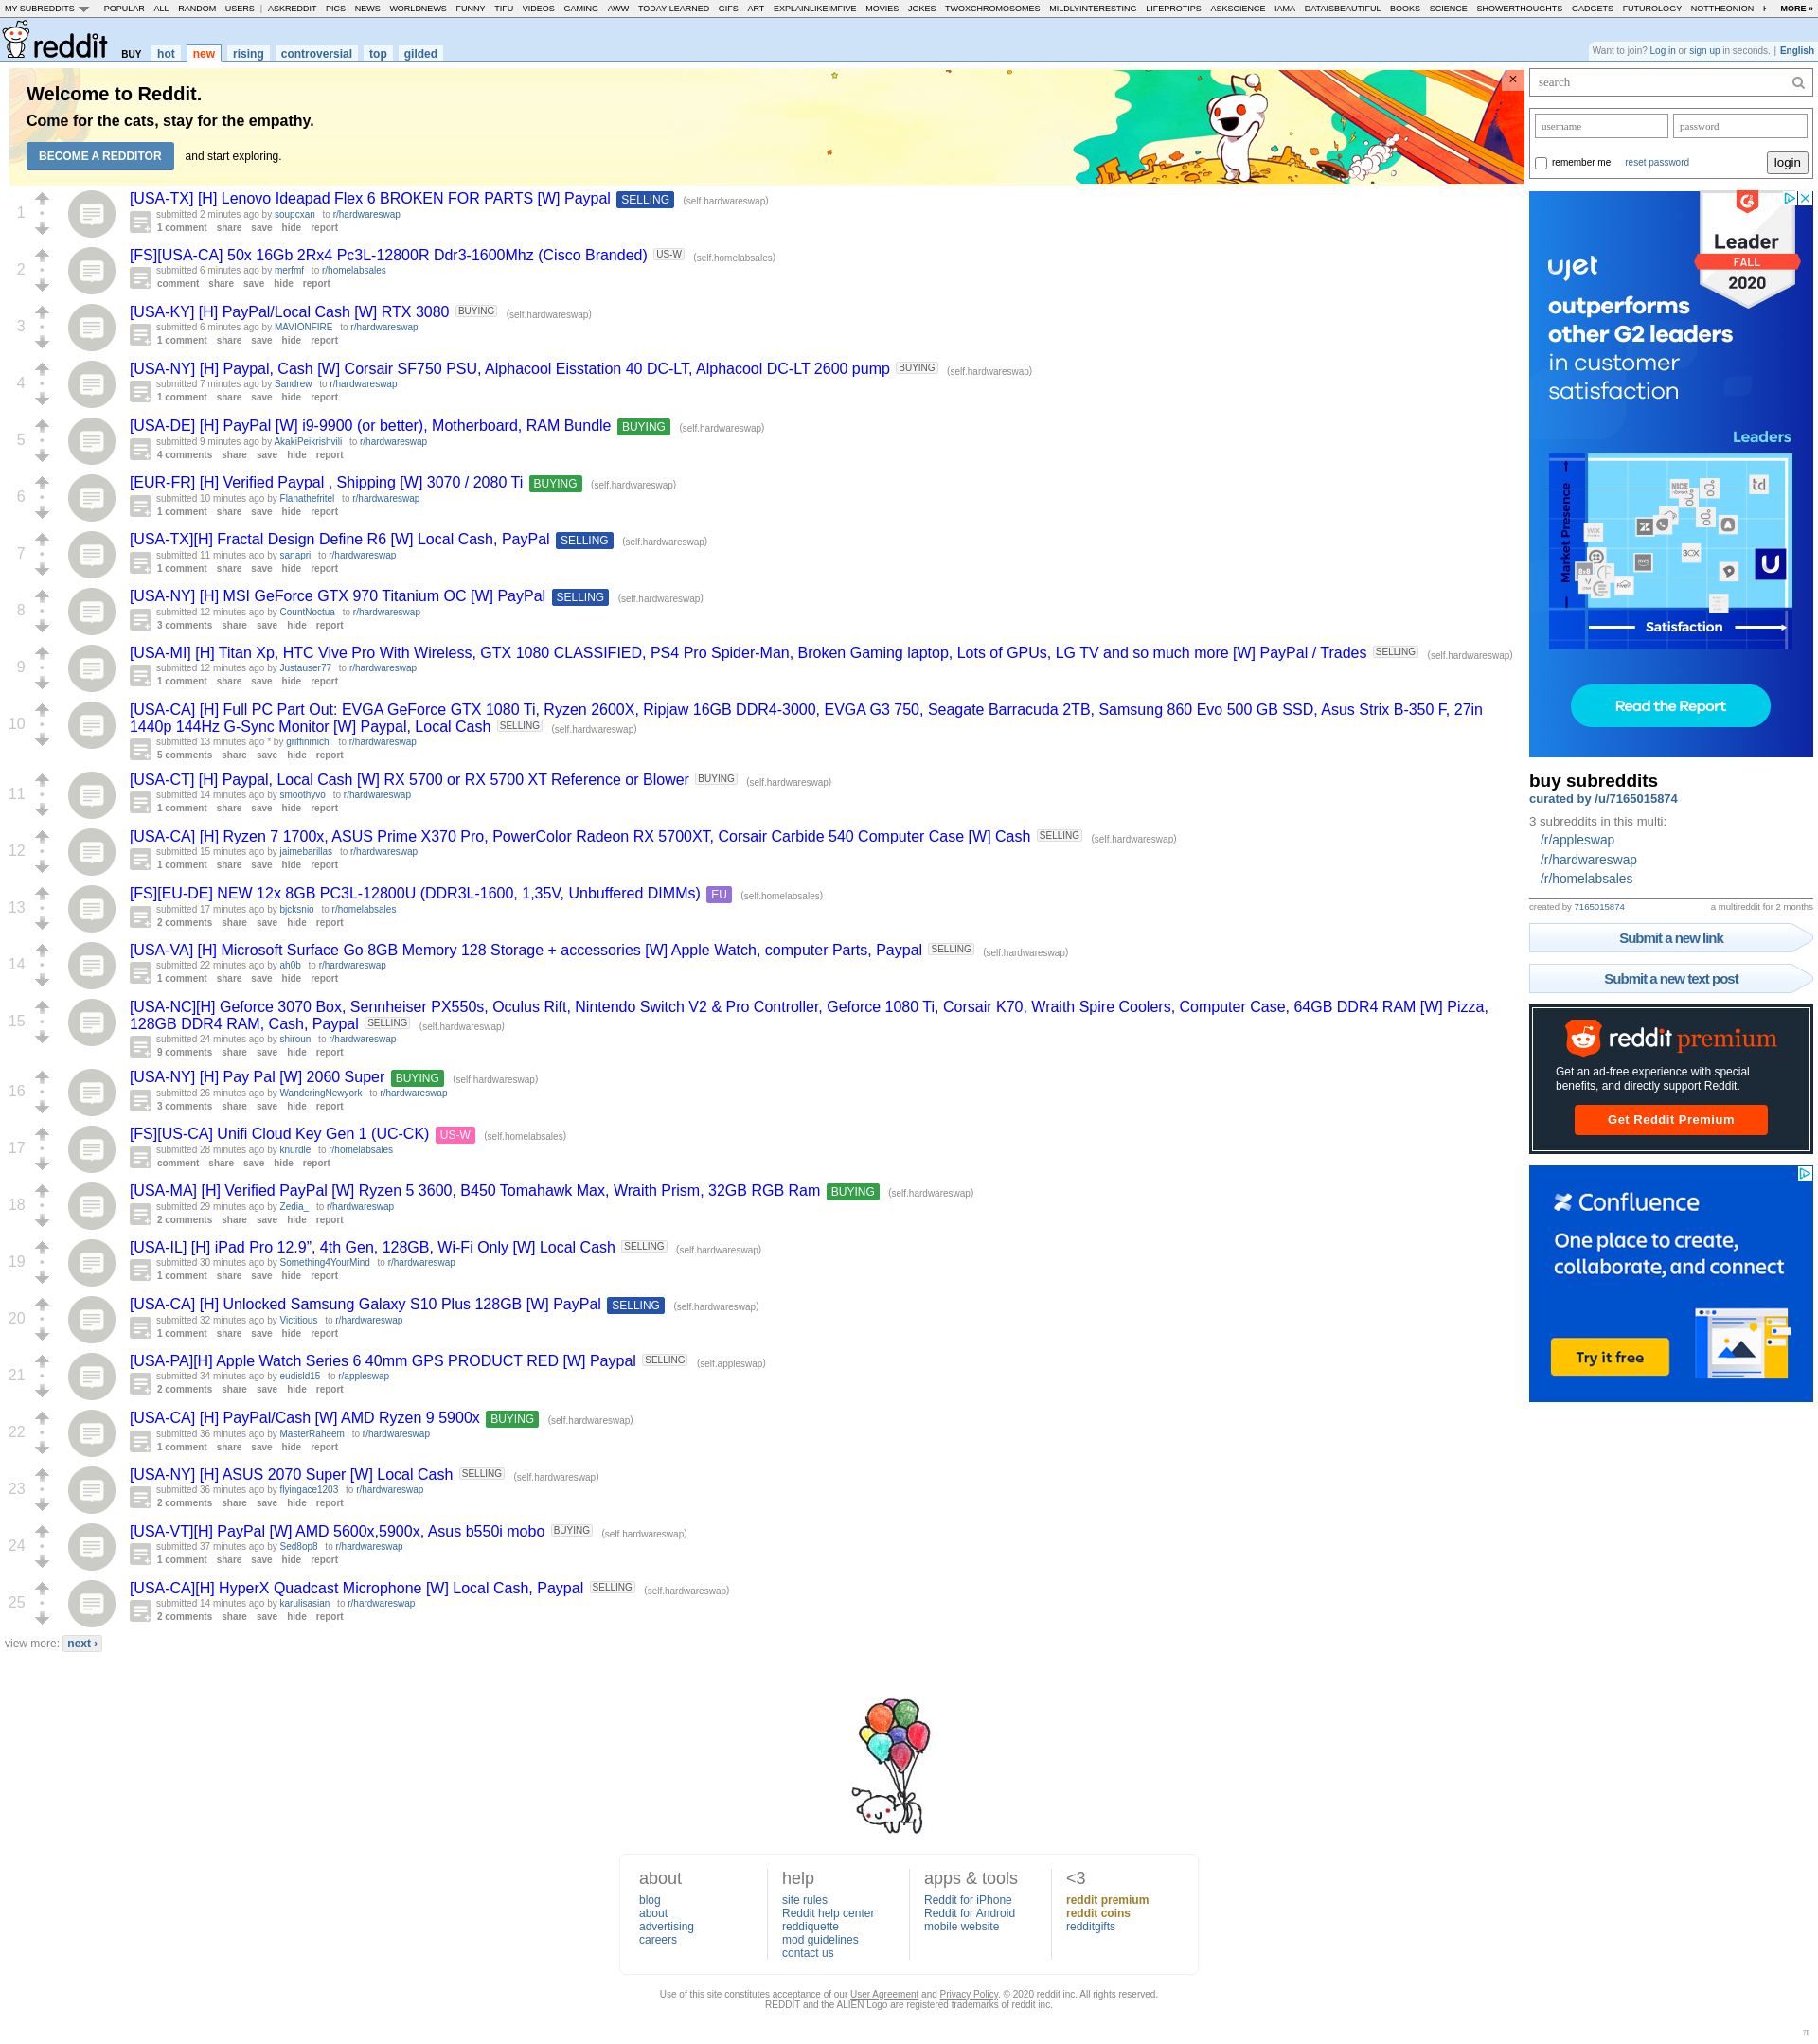 MY SUBREDDITS POPULAR - ALL - RANDOM - USERS | ASKREDDIT - PICS - NEWS - WORLDNEWS - FUNNY - TIFU - VIDEOS - GAMING - AWW - TODAYILEARNED - GIFS - ART - EXPLAINLIKEIMFIVE - MOVIES - JOKES - TWOXCHROMOSOMES - MILDLYINTERESTING - LIFEPROTIPS - ASKSCIENCE - IAMA - DATAISBEAUTIFUL - BOOKS - SCIENCE - SHOWERTHOUGHTS - GADGETS - FUTUROLOGY - NOTTHEONION - MORE »
reddit BUY hot new rising controversial top gilded
Want to join? Log in or sign up in seconds. | English
Welcome to Reddit.
Come for the cats, stay for the empathy.
BECOME A REDDITOR and start exploring.
×
1
[USA-TX] [H] Lenovo Ideapad Flex 6 BROKEN FOR PARTS [W] Paypal SELLING (self.hardwareswap)
submitted 2 minutes ago by soupcxan to r/hardwareswap
1 comment share save hide report
2
[FS][USA-CA] 50x 16Gb 2Rx4 Pc3L-12800R Ddr3-1600Mhz (Cisco Branded) US-W (self.homelabsales)
submitted 6 minutes ago by merfmf to r/homelabsales
comment share save hide report
3
[USA-KY] [H] PayPal/Local Cash [W] RTX 3080 BUYING (self.hardwareswap)
submitted 6 minutes ago by MAVIONFIRE to r/hardwareswap
1 comment share save hide report
4
[USA-NY] [H] Paypal, Cash [W] Corsair SF750 PSU, Alphacool Eisstation 40 DC-LT, Alphacool DC-LT 2600 pump BUYING (self.hardwareswap)
submitted 7 minutes ago by Sandrew to r/hardwareswap
1 comment share save hide report
5
[USA-DE] [H] PayPal [W] i9-9900 (or better), Motherboard, RAM Bundle BUYING (self.hardwareswap)
submitted 9 minutes ago by AkakiPeikrishvili to r/hardwareswap
4 comments share save hide report
6
[EUR-FR] [H] Verified Paypal , Shipping [W] 3070 / 2080 Ti BUYING (self.hardwareswap)
submitted 10 minutes ago by Flanathefritel to r/hardwareswap
1 comment share save hide report
7
[USA-TX][H] Fractal Design Define R6 [W] Local Cash, PayPal SELLING (self.hardwareswap)
submitted 11 minutes ago by sanapri to r/hardwareswap
1 comment share save hide report
8
[USA-NY] [H] MSI GeForce GTX 970 Titanium OC [W] PayPal SELLING (self.hardwareswap)
submitted 12 minutes ago by CountNoctua to r/hardwareswap
3 comments share save hide report
9
[USA-MI] [H] Titan Xp, HTC Vive Pro With Wireless, GTX 1080 CLASSIFIED, PS4 Pro Spider-Man, Broken Gaming laptop, Lots of GPUs, LG TV and so much more [W] PayPal / Trades SELLING (self.hardwareswap)
submitted 12 minutes ago by Justauser77 to r/hardwareswap
1 comment share save hide report
10
[USA-CA] [H] Full PC Part Out: EVGA GeForce GTX 1080 Ti, Ryzen 2600X, Ripjaw 16GB DDR4-3000, EVGA G3 750, Seagate Barracuda 2TB, Samsung 860 Evo 500 GB SSD, Asus Strix B-350 F, 27in
1440p 144Hz G-Sync Monitor [W] Paypal, Local Cash SELLING (self.hardwareswap)
submitted 13 minutes ago * by griffinmichl to r/hardwareswap
5 comments share save hide report
11
[USA-CT] [H] Paypal, Local Cash [W] RX 5700 or RX 5700 XT Reference or Blower BUYING (self.hardwareswap)
submitted 14 minutes ago by smoothyvo to r/hardwareswap
1 comment share save hide report
12
[USA-CA] [H] Ryzen 7 1700x, ASUS Prime X370 Pro, PowerColor Radeon RX 5700XT, Corsair Carbide 540 Computer Case [W] Cash SELLING (self.hardwareswap)
submitted 15 minutes ago by jaimebarillas to r/hardwareswap
1 comment share save hide report
13
[FS][EU-DE] NEW 12x 8GB PC3L-12800U (DDR3L-1600, 1,35V, Unbuffered DIMMs) EU (self.homelabsales)
submitted 17 minutes ago by bjcksnio to r/homelabsales
2 comments share save hide report
14
[USA-VA] [H] Microsoft Surface Go 8GB Memory 128 Storage + accessories [W] Apple Watch, computer Parts, Paypal SELLING (self.hardwareswap)
submitted 22 minutes ago by ah0b to r/hardwareswap
1 comment share save hide report
15
[USA-NC][H] Geforce 3070 Box, Sennheiser PX550s, Oculus Rift, Nintendo Switch V2 & Pro Controller, Geforce 1080 Ti, Corsair K70, Wraith Spire Coolers, Computer Case, 64GB DDR4 RAM [W] Pizza,
128GB DDR4 RAM, Cash, Paypal SELLING (self.hardwareswap)
submitted 24 minutes ago by shiroun to r/hardwareswap
9 comments share save hide report
16
[USA-NY] [H] Pay Pal [W] 2060 Super BUYING (self.hardwareswap)
submitted 26 minutes ago by WanderingNewyork to r/hardwareswap
3 comments share save hide report
17
[FS][US-CA] Unifi Cloud Key Gen 1 (UC-CK) US-W (self.homelabsales)
submitted 28 minutes ago by knurdle to r/homelabsales
comment share save hide report
18
[USA-MA] [H] Verified PayPal [W] Ryzen 5 3600, B450 Tomahawk Max, Wraith Prism, 32GB RGB Ram BUYING (self.hardwareswap)
submitted 29 minutes ago by Zedia_ to r/hardwareswap
2 comments share save hide report
19
[USA-IL] [H] iPad Pro 12.9”, 4th Gen, 128GB, Wi-Fi Only [W] Local Cash SELLING (self.hardwareswap)
submitted 30 minutes ago by Something4YourMind to r/hardwareswap
1 comment share save hide report
20
[USA-CA] [H] Unlocked Samsung Galaxy S10 Plus 128GB [W] PayPal SELLING (self.hardwareswap)
submitted 32 minutes ago by Victitious to r/hardwareswap
1 comment share save hide report
21
[USA-PA][H] Apple Watch Series 6 40mm GPS PRODUCT RED [W] Paypal SELLING (self.appleswap)
submitted 34 minutes ago by eudisld15 to r/appleswap
2 comments share save hide report
22
[USA-CA] [H] PayPal/Cash [W] AMD Ryzen 9 5900x BUYING (self.hardwareswap)
submitted 36 minutes ago by MasterRaheem to r/hardwareswap
1 comment share save hide report
23
[USA-NY] [H] ASUS 2070 Super [W] Local Cash SELLING (self.hardwareswap)
submitted 36 minutes ago by flyingace1203 to r/hardwareswap
2 comments share save hide report
24
[USA-VT][H] PayPal [W] AMD 5600x,5900x, Asus b550i mobo BUYING (self.hardwareswap)
submitted 37 minutes ago by Sed8op8 to r/hardwareswap
1 comment share save hide report
25
[USA-CA][H] HyperX Quadcast Microphone [W] Local Cash, Paypal SELLING (self.hardwareswap)
submitted 14 minutes ago by karulisasian to r/hardwareswap
2 comments share save hide report
view more: next ›
search
username password
remember me reset password login
Leader
FALL
2020
ujet
outperforms
other G2 leaders
in customer
satisfaction
Leaders
Market Presence
NICE
td
aws
3CX
U
Satisfaction
Read the Report
buy subreddits
curated by /u/7165015874
3 subreddits in this multi:
/r/appleswap
/r/hardwareswap
/r/homelabsales
created by 7165015874 a multireddit for 2 months
Submit a new link
Submit a new text post
reddit premium
Get an ad-free experience with special
benefits, and directly support Reddit.
Get Reddit Premium
Confluence
One place to create,
collaborate, and connect
Try it free
about
blog
about
advertising
careers
help
site rules
Reddit help center
reddiquette
mod guidelines
contact us
apps & tools
Reddit for iPhone
Reddit for Android
mobile website
<3
reddit premium
reddit coins
redditgifts
Use of this site constitutes acceptance of our User Agreement and Privacy Policy. © 2020 reddit inc. All rights reserved.
REDDIT and the ALIEN Logo are registered trademarks of reddit inc.
π